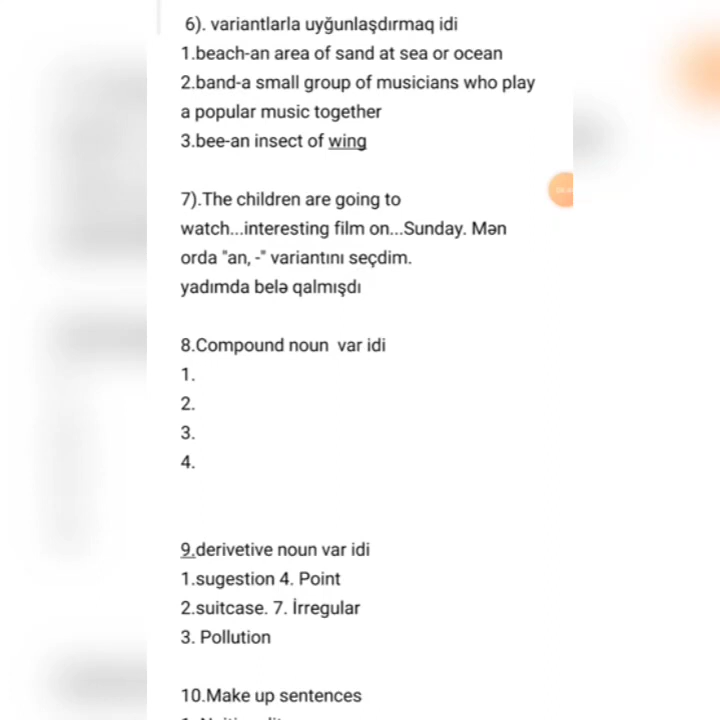 6). variantlarla uyğunlaşdırmaq idi
1.beach-an area of sand at sea or ocean
2.band-a small group of musicians who play
a popular music together
3.bee-an insect of wing
7).The children are going to
watch...interesting film on...Sunday. Mən
orda "an, -" variantını seçdim.
yadımda belə qalmışdı
8.Compound noun var idi
1.
2.
3.
4.
9.derivetive noun var idi
1.sugestion 4. Point
2.suitcase. 7. İrregular
3. Pollution
10.Make up sentences